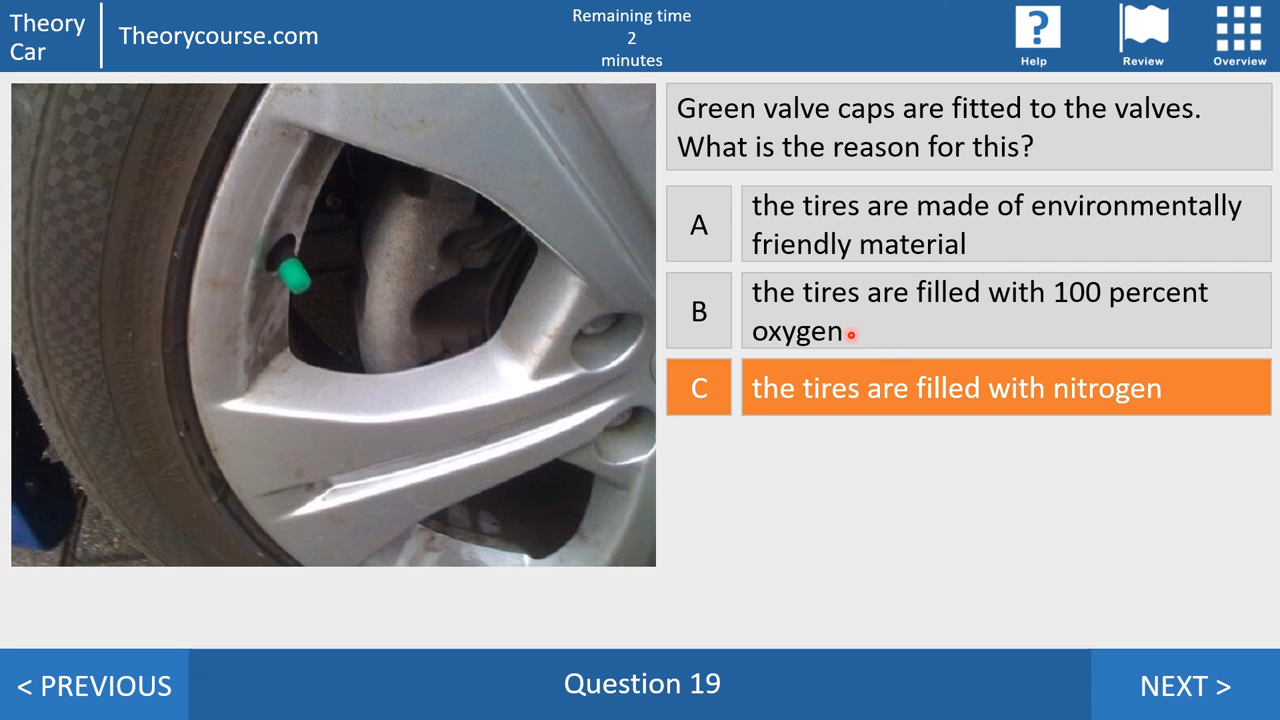 Theory
Car
Theorycourse.com
Remaining time
2
minutes
Help
Review
Overview
Green valve caps are fitted to the valves.
What is the reason for this?
A
the tires are made of environmentally
friendly material
B
the tires are filled with 100 percent
oxygen
C
the tires are filled with nitrogen
< PREVIOUS
Question 19
NEXT >